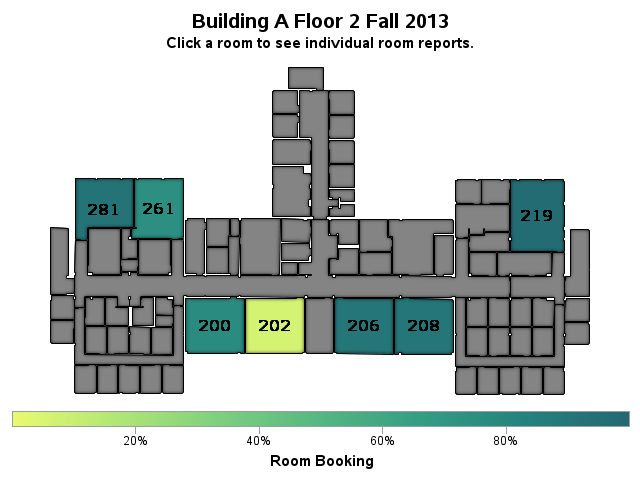 Building A Floor 2 Fall 2013
Click a room to see individual room reports.
281 261 219
200 202 206 208
20% 40% 60% 80%
Room Booking